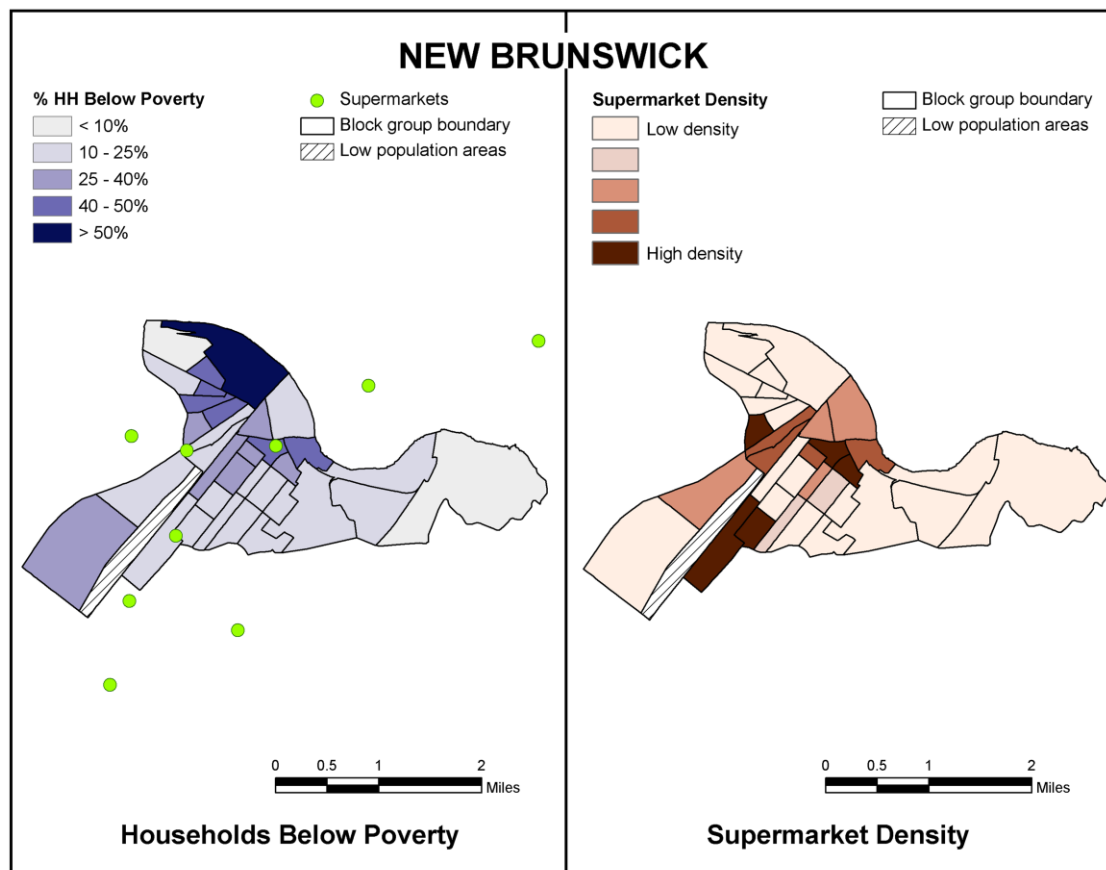 NEW BRUNSWICK
% HH Below Poverty
< 10%
10 - 25%
25 - 40%
40 - 50%
> 50%
Supermarkets
Block group boundary
Low population areas
0 0.5 1 2
Miles
Households Below Poverty
Supermarket Density
Low density
High density
Block group boundary
Low population areas
0 0.5 1 2
Miles
Supermarket Density